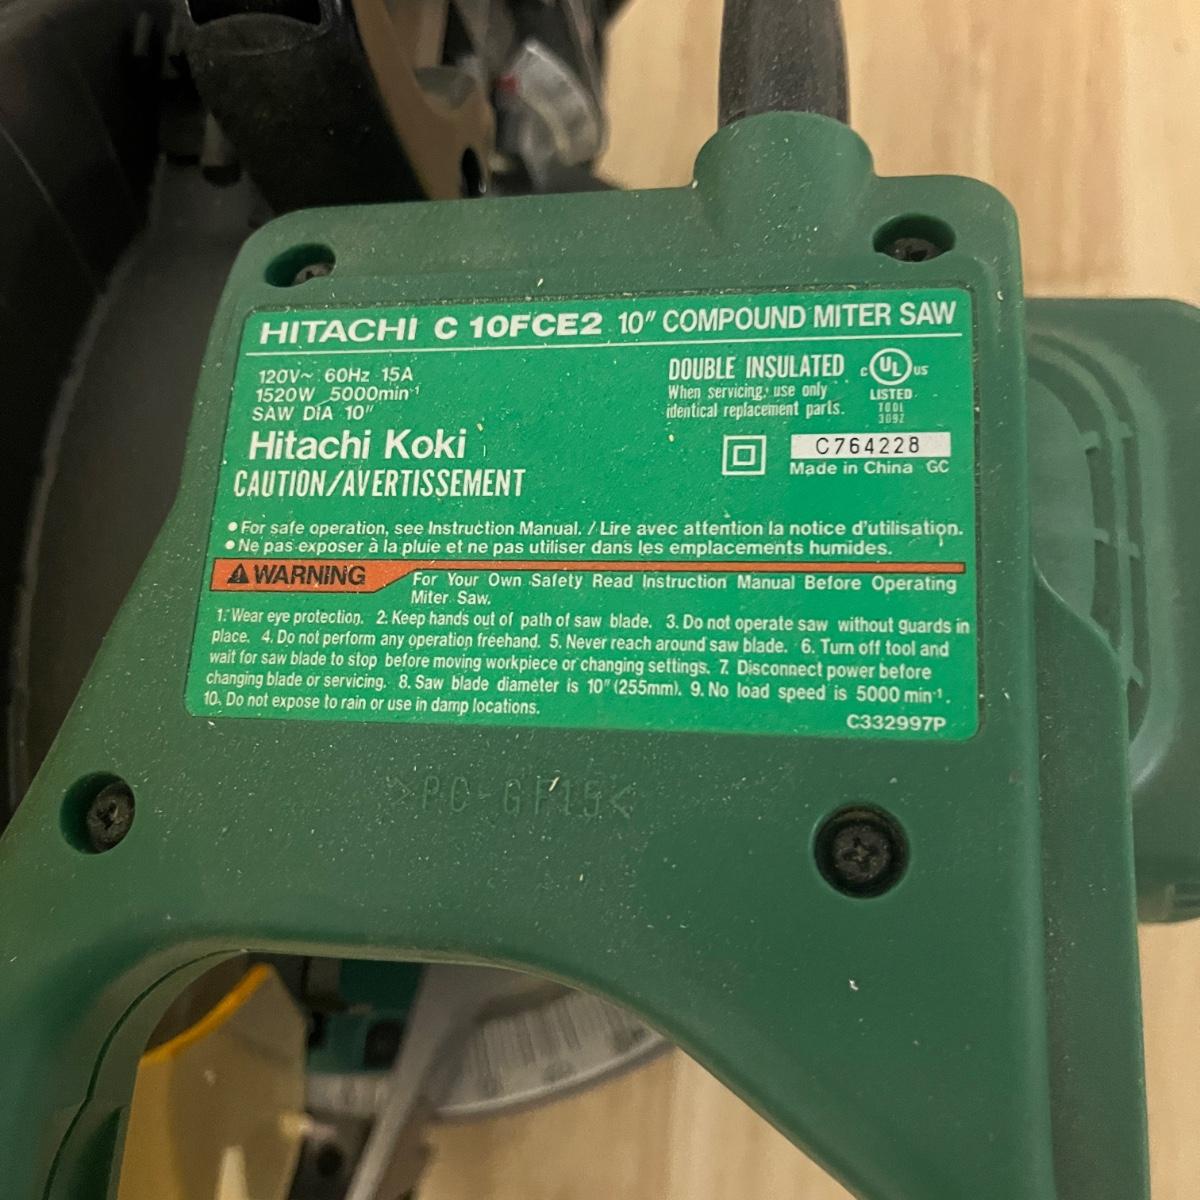 HITACHI C 10FCE2 10" COMPOUND MITER SAW
120V~ 60Hz 15A
1520W 5000min⁻¹
SAW DIA 10"
DOUBLE INSULATED
When servicing, use only
identical replacement parts.
C UL US
LISTED
TOOL
309Z
Hitachi Koki
C764228
Made in China GC
CAUTION/AVERTISSEMENT
• For safe operation, see Instruction Manual. / Lire avec attention la notice d'utilisation.
• Ne pas exposer à la pluie et ne pas utiliser dans les emplacements humides.
⚠ WARNING
For Your Own Safety Read Instruction Manual Before Operating
Miter Saw.
1. Wear eye protection. 2. Keep hands out of path of saw blade. 3. Do not operate saw without guards in
place. 4. Do not perform any operation freehand. 5. Never reach around saw blade. 6. Turn off tool and
wait for saw blade to stop before moving workpiece or changing settings. 7. Disconnect power before
changing blade or servicing. 8. Saw blade diameter is 10" (255mm). 9. No load speed is 5000 min⁻¹.
10. Do not expose to rain or use in damp locations.
C332997P
>PC-GF15<